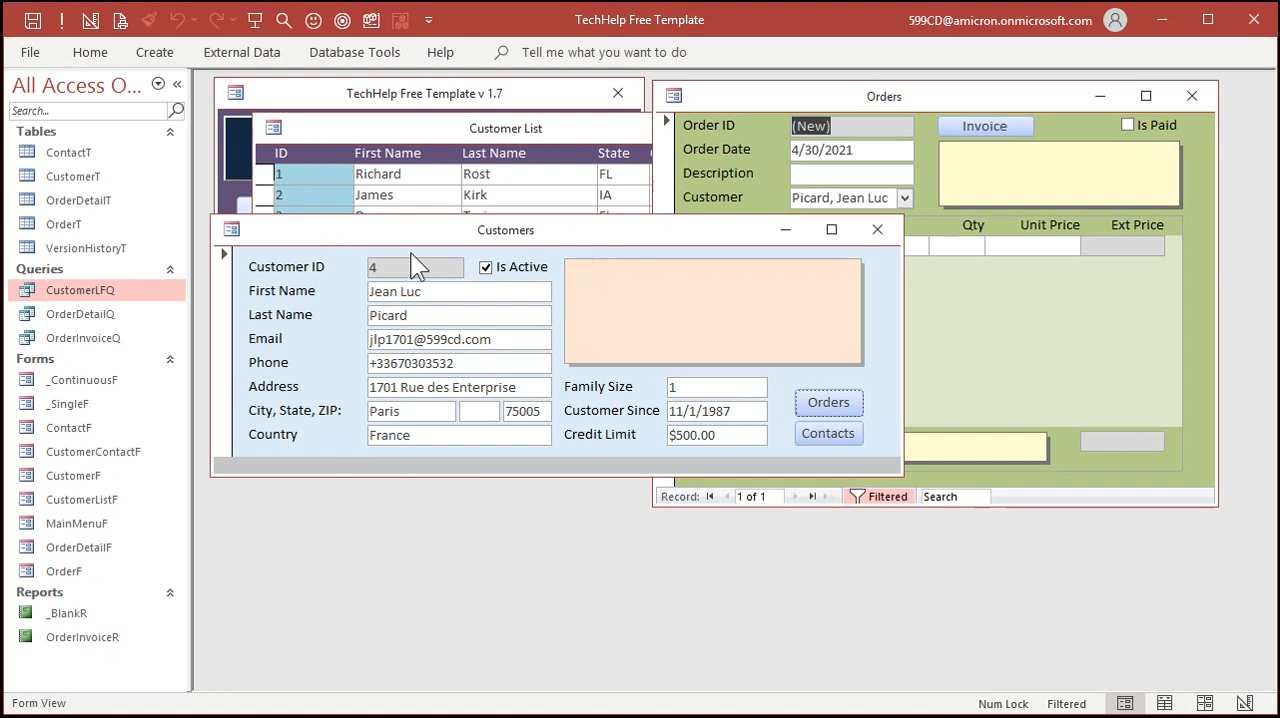 TechHelp Free Template
599CD@amicron.onmicrosoft.com
File Home Create External Data Database Tools Help Tell me what you want to do
All Access O...
Search...
Tables
ContactT
CustomerT
OrderDetailT
OrderT
VersionHistoryT
Queries
CustomerLFQ
OrderDetailQ
OrderInvoiceQ
Forms
_ContinuousF
_SingleF
ContactF
CustomerContactF
CustomerF
CustomerListF
MainMenuF
OrderDetailF
OrderF
Reports
_BlankR
OrderInvoiceR
TechHelp Free Template v 1.7
Customer List
ID First Name Last Name State
1 Richard Rost FL
2 James Kirk IA
Orders
Order ID (New) Invoice Is Paid
Order Date 4/30/2021
Description
Customer Picard, Jean Luc
Qty Unit Price Ext Price
Customers
Customer ID 4 Is Active
First Name Jean Luc
Last Name Picard
Email jlp1701@599cd.com
Phone +33670303532
Address 1701 Rue des Enterprise Family Size 1
City, State, ZIP: Paris 75005 Customer Since 11/1/1987 Orders
Country France Credit Limit $500.00 Contacts
Record: 1 of 1 Filtered Search
Form View Num Lock Filtered